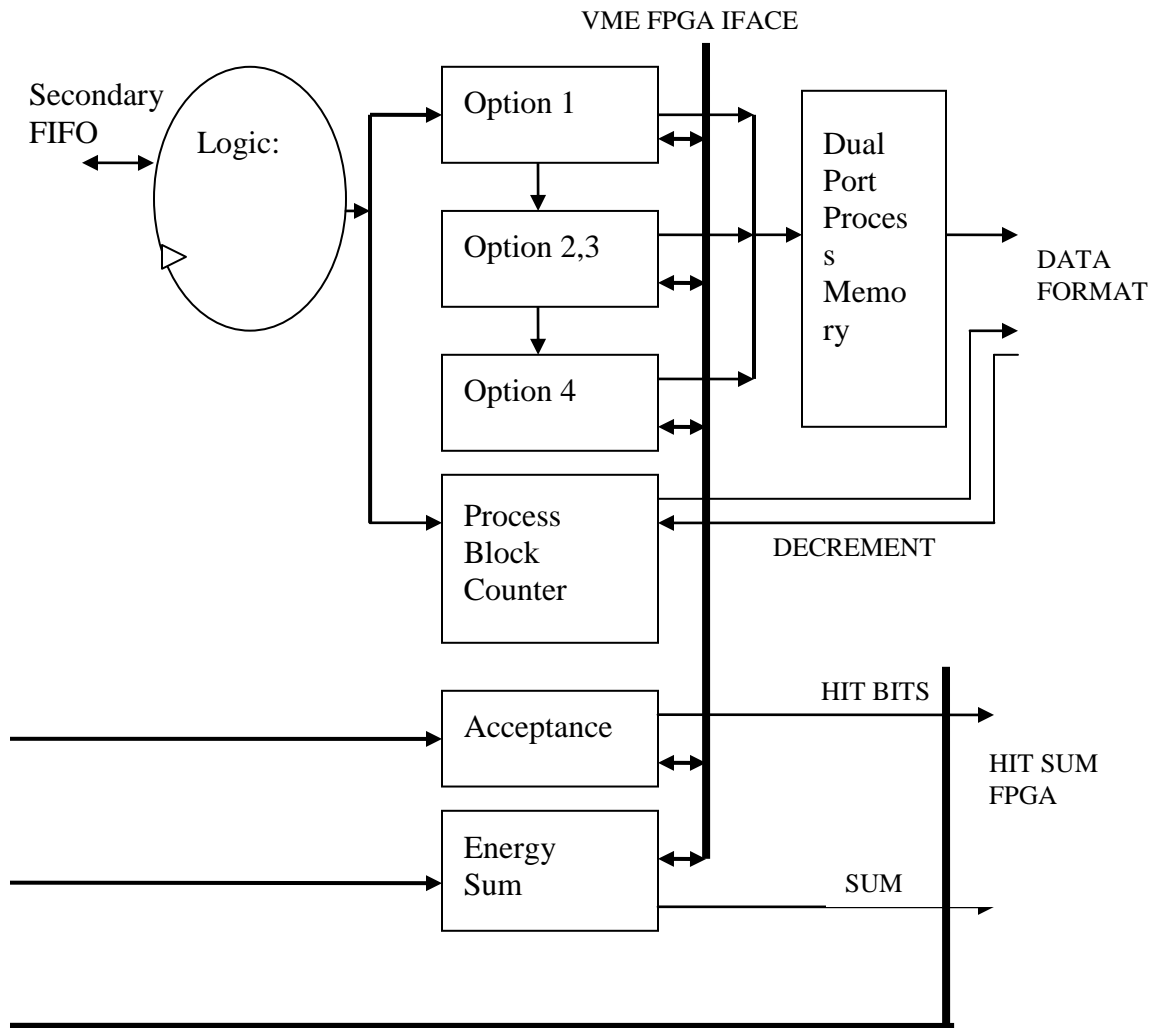 VME FPGA IFACE
Secondary
FIFO
Logic:
Option 1
Option 2,3
Option 4
Dual
Port
Proces
s
Memo
ry
DATA
FORMAT
Process
Block
Counter
DECREMENT
Acceptance
HIT BITS
HIT SUM
FPGA
Energy
Sum
SUM